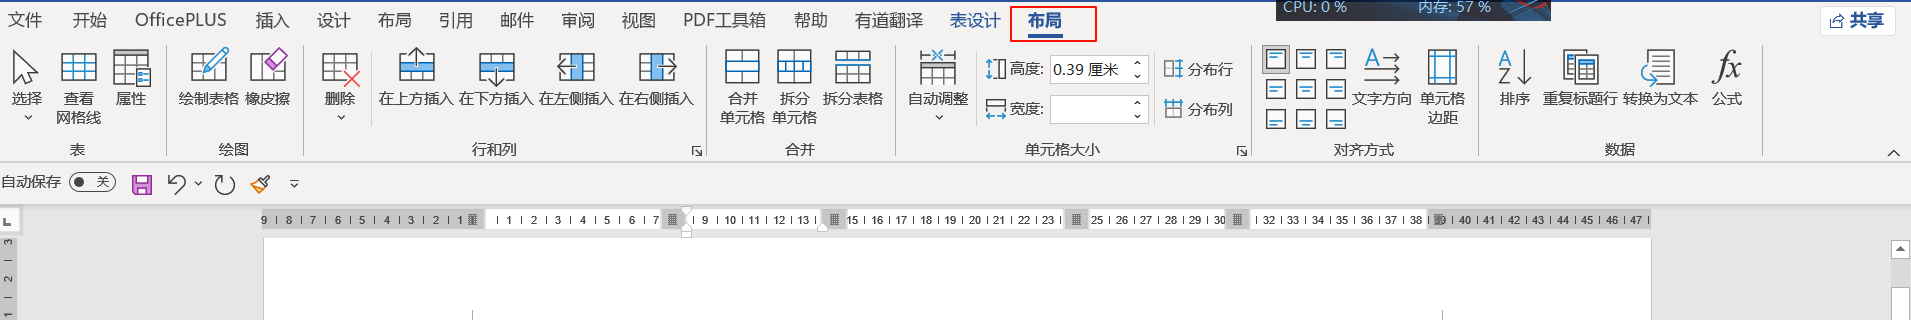 CPU: 0 % 内存: 57 %
文件 开始 OfficePLUS 插入 设计 布局 引用 邮件 审阅 视图 PDF工具箱 帮助 有道翻译 表设计 布局 共享
选择 查看网格线 属性 绘制表格 橡皮擦 删除 在上方插入 在下方插入 在左侧插入 在右侧插入 合并单元格 拆分单元格 拆分表格 自动调整
高度: 0.39 厘米 分布行
宽度: 分布列
文字方向 单元格边距 排序 重复标题行 转换为文本 公式
表 绘图 行和列 合并 单元格大小 对齐方式 数据
自动保存 关
9 8 7 6 5 4 3 2 1 1 2 3 4 5 6 7 9 10 11 12 13 15 16 17 18 19 20 21 22 23 25 26 27 28 29 30 32 33 34 35 36 37 38 39 40 41 42 43 44 45 46 47
3
2
1